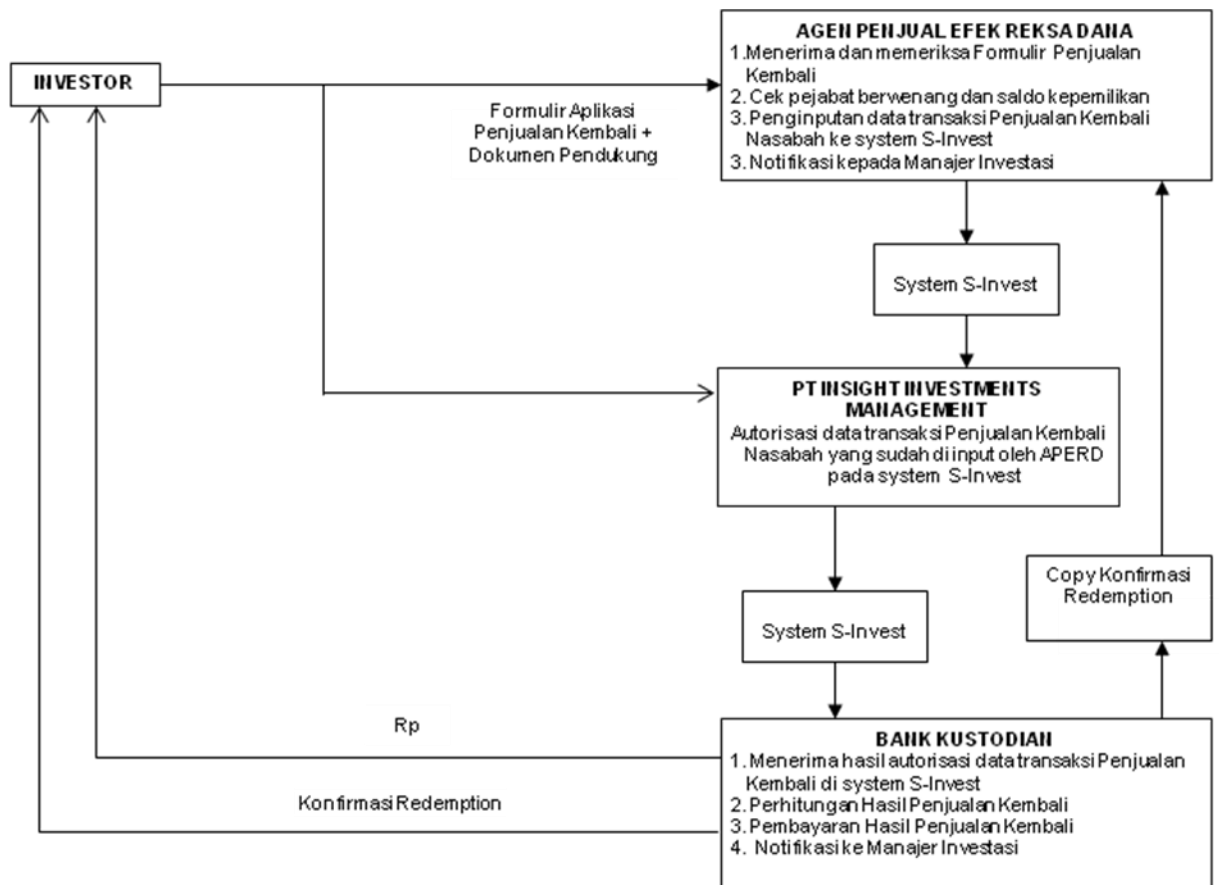 AGEN PENJUAL EFEK REKSA DANA
1.Menerima dan memeriksa Formulir Penjualan
Kembali
2. Cek pejabat berwenang dan saldo kepemilikan
3. Penginputan data transaksi Penjualan Kembali
Nasabah ke system S-Invest
3. Notifikasi kepada Manajer Investasi
INVESTOR
Formulir Aplikasi
Penjualan Kembali +
Dokumen Pendukung
System S-Invest
PT INSIGHT INVESTMENTS
MANAGEMENT
Autorisasi data transaksi Penjualan Kembali
Nasabah yang sudah di input oleh APERD
pada system S-Invest
Copy Konfirmasi
Redemption
System S-Invest
Rp
Konfirmasi Redemption
BANK KUSTODIAN
1. Menerima hasil autorisasi data transaksi Penjualan
Kembali di system S-Invest
2. Perhitungan Hasil Penjualan Kembali
3. Pembayaran Hasil Penjualan Kembali
4. Notifikasi ke Manajer Investasi